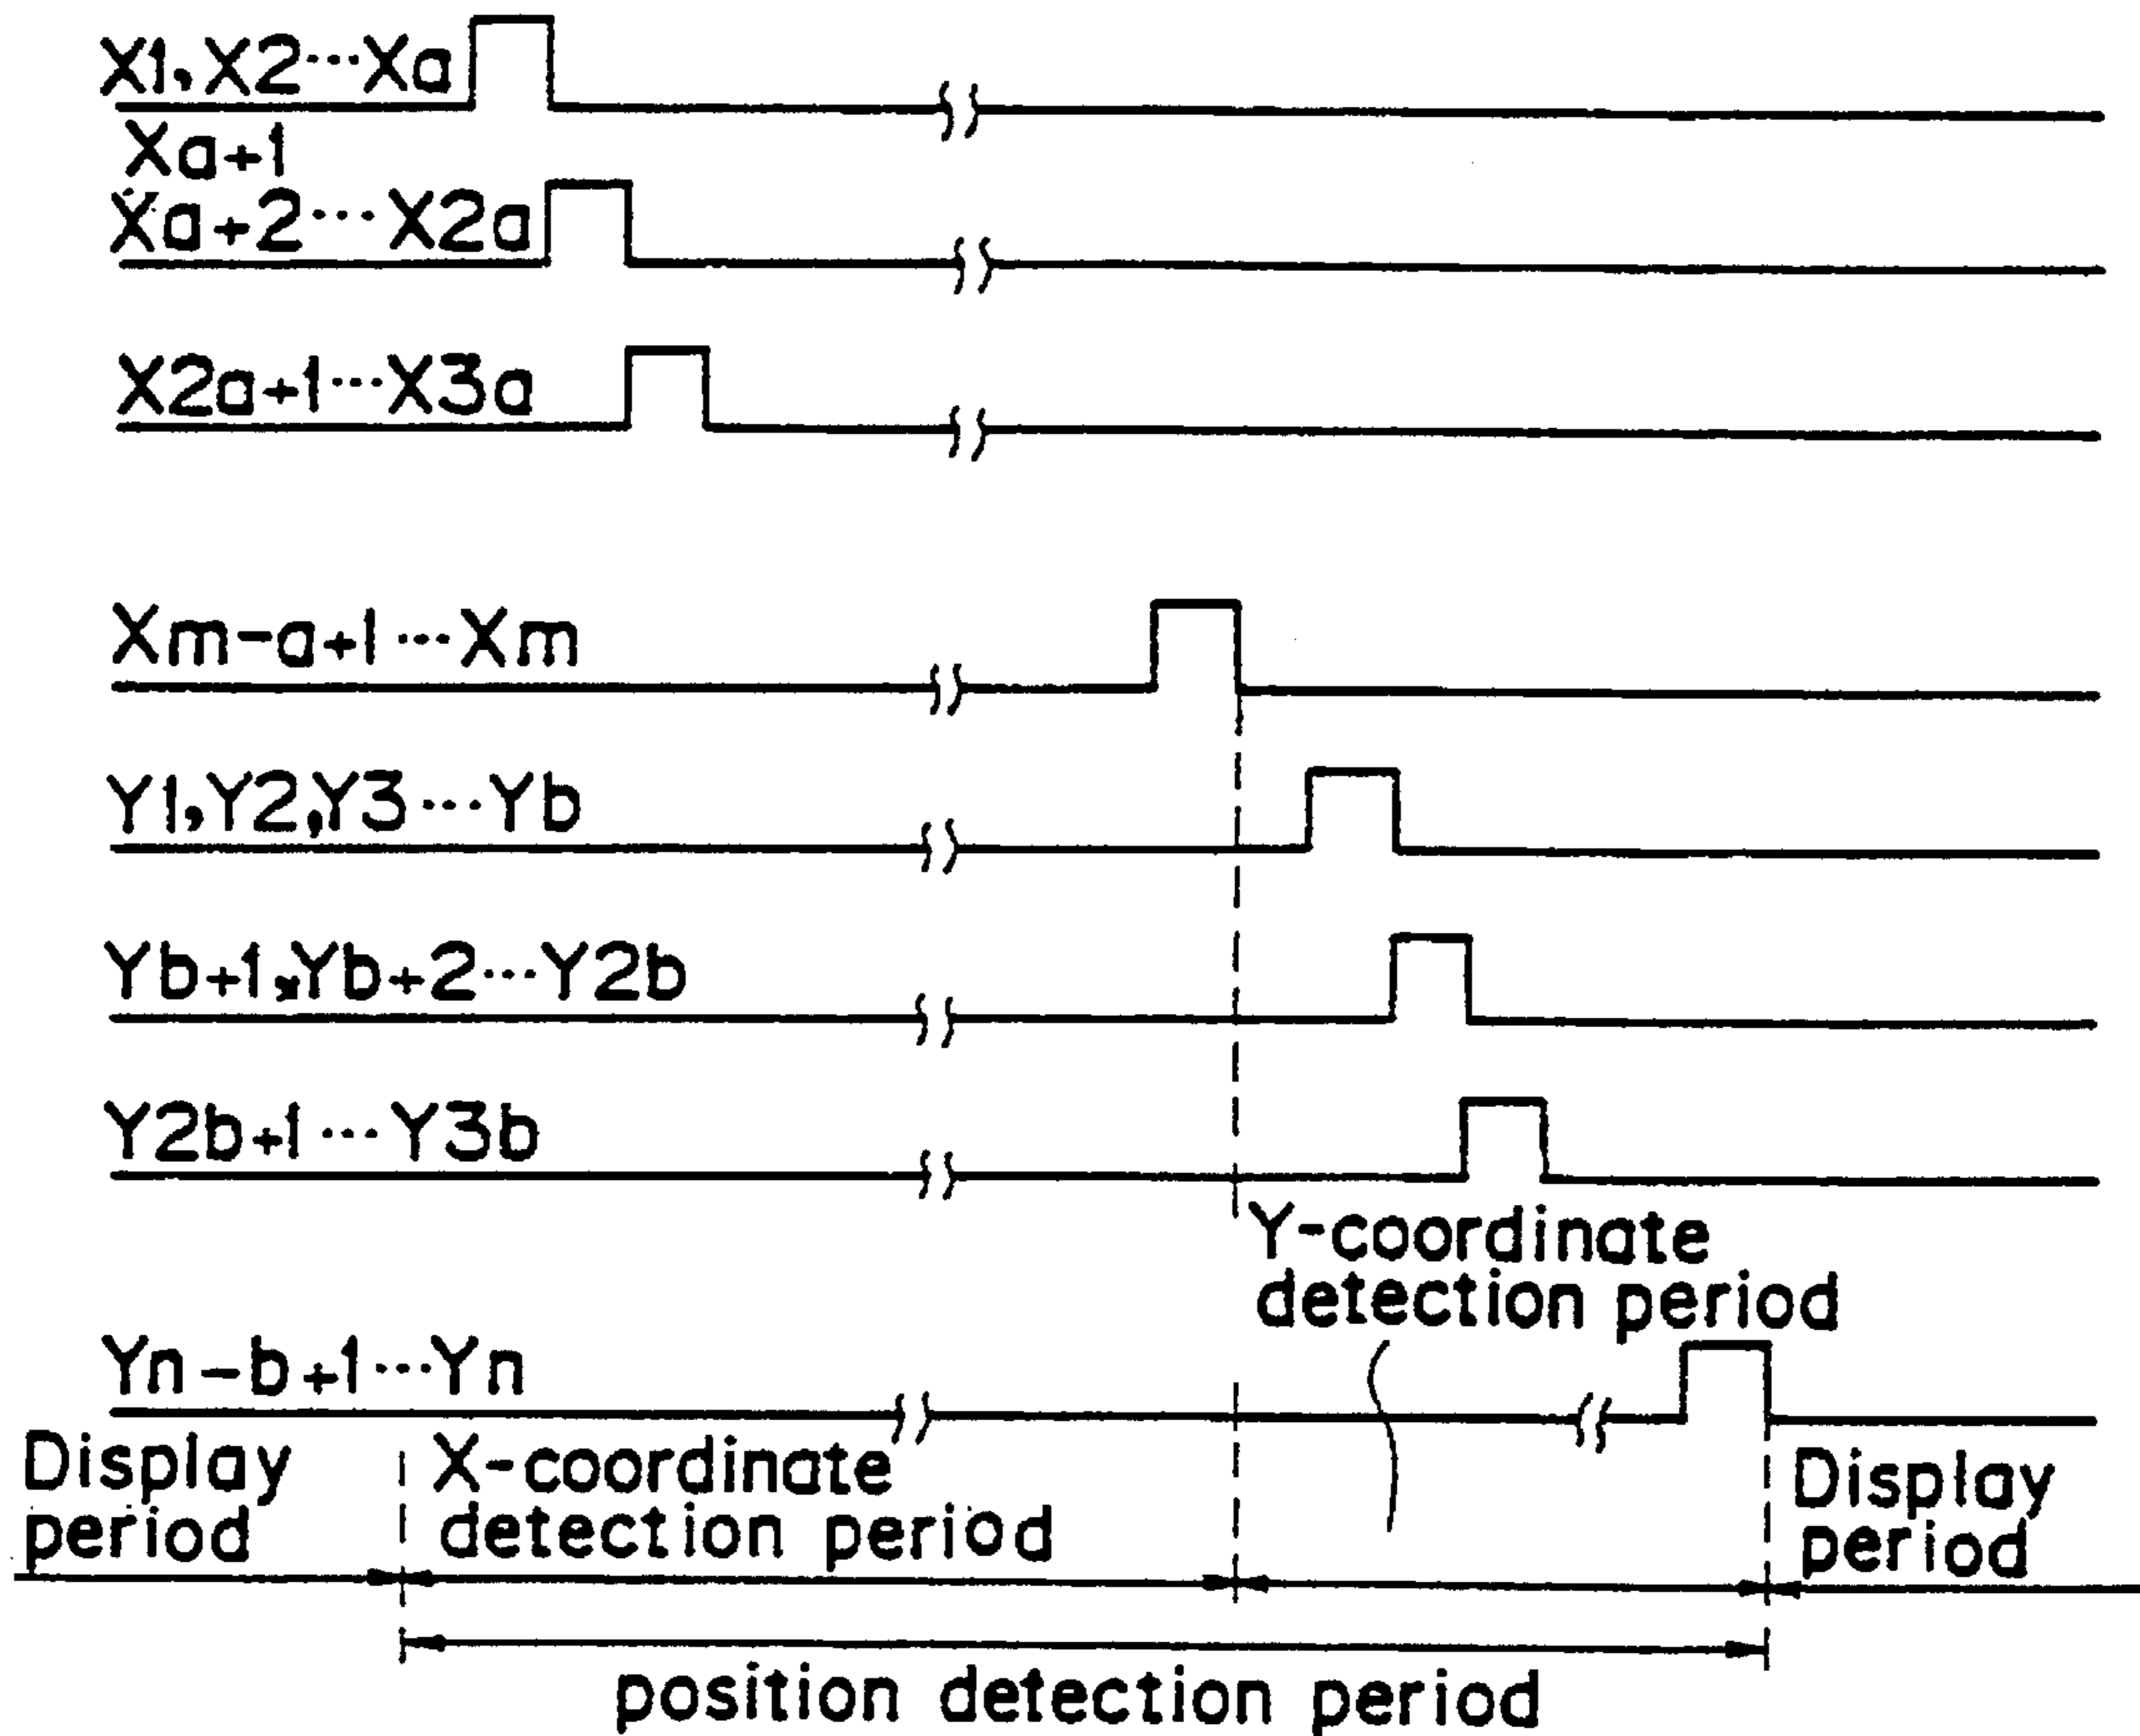 X1,X2···Xa
Xa+1
Xa+2···X2a
X2a+1···X3a
Xm-a+1···Xm
Y1,Y2,Y3···Yb
Yb+1,Yb+2···Y2b
Y2b+1···Y3b
Y-coordinate
detection period
Yn-b+1···Yn
Display
period
X-coordinate
detection period
Display
period
position detection period